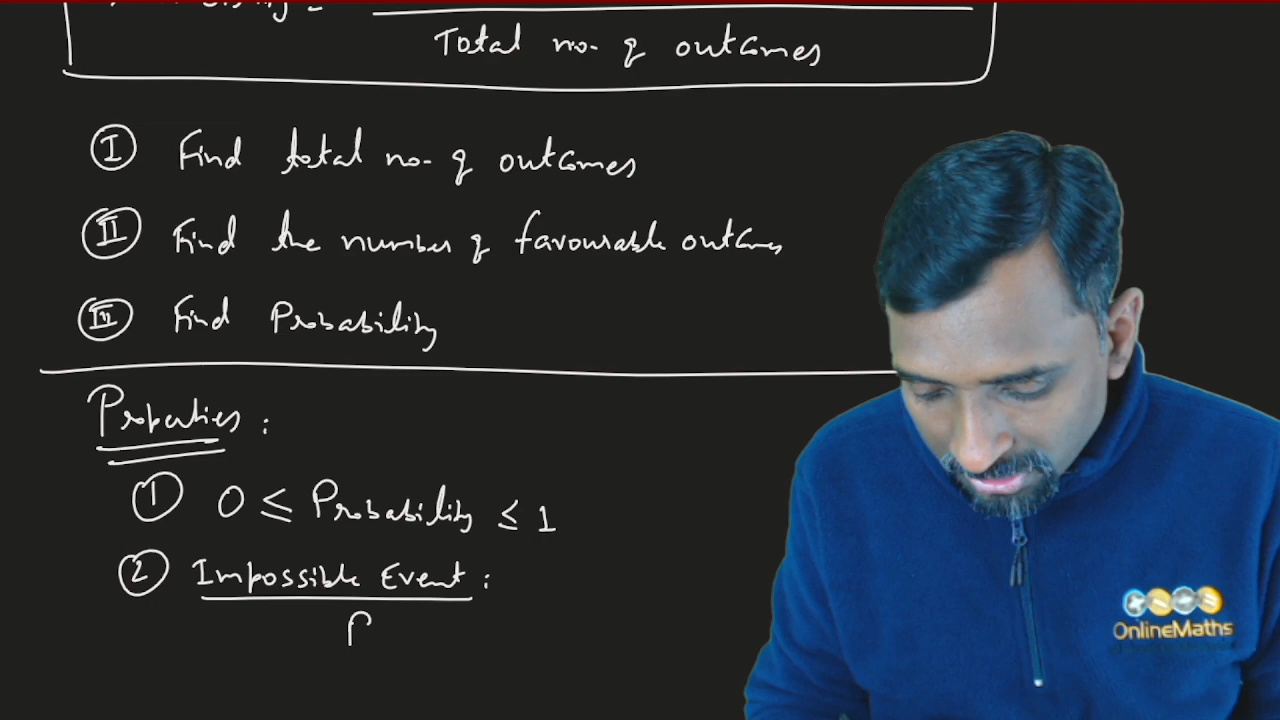 Total no. of outcomes
I Find total no. of outcomes
II Find the number of favourable outcomes
III Find Probability
Properties :
1 0 ≤ Probability ≤ 1
2 Impossible Event :
P
OnlineMaths